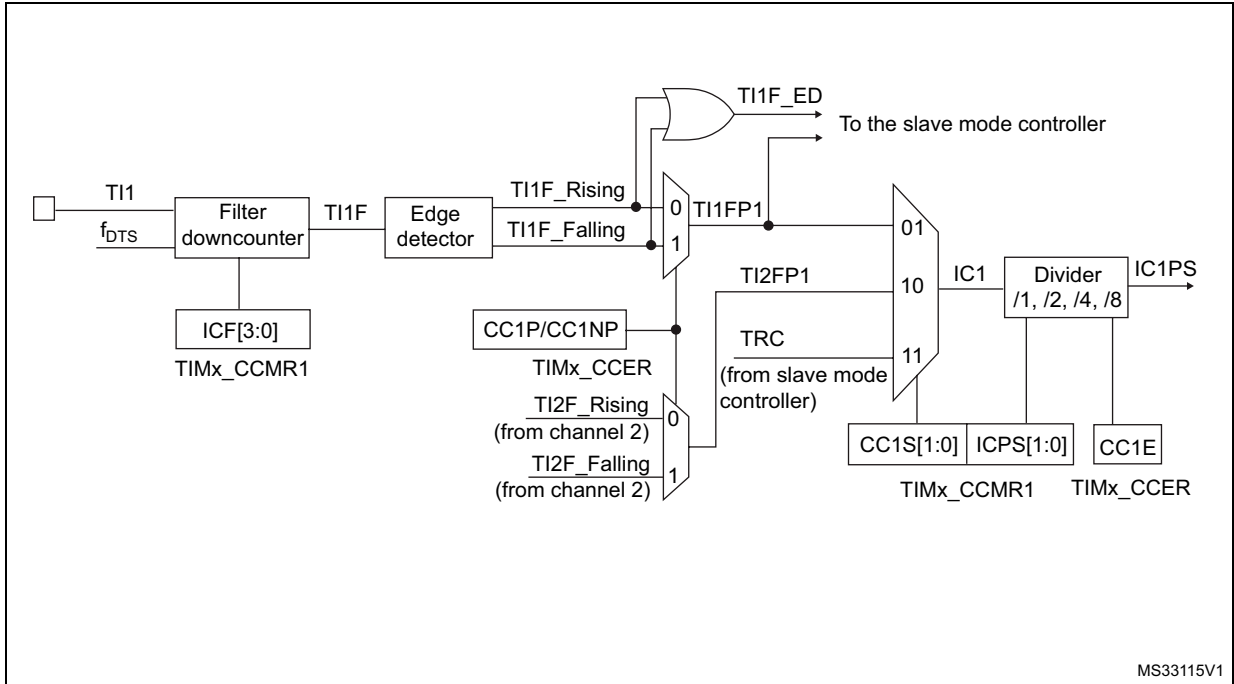 TI1F_ED
To the slave mode controller
TI1
f_DTS
Filter
downcounter
TI1F
Edge
detector
TI1F_Rising
TI1F_Falling
0
1
TI1FP1
01
TI2FP1
10
IC1
Divider
/1, /2, /4, /8
IC1PS
ICF[3:0]
TIMx_CCMR1
CC1P/CC1NP
TIMx_CCER
TRC
11
(from slave mode
controller)
TI2F_Rising
0
(from channel 2)
TI2F_Falling
1
(from channel 2)
CC1S[1:0]
ICPS[1:0]
CC1E
TIMx_CCMR1
TIMx_CCER
MS33115V1